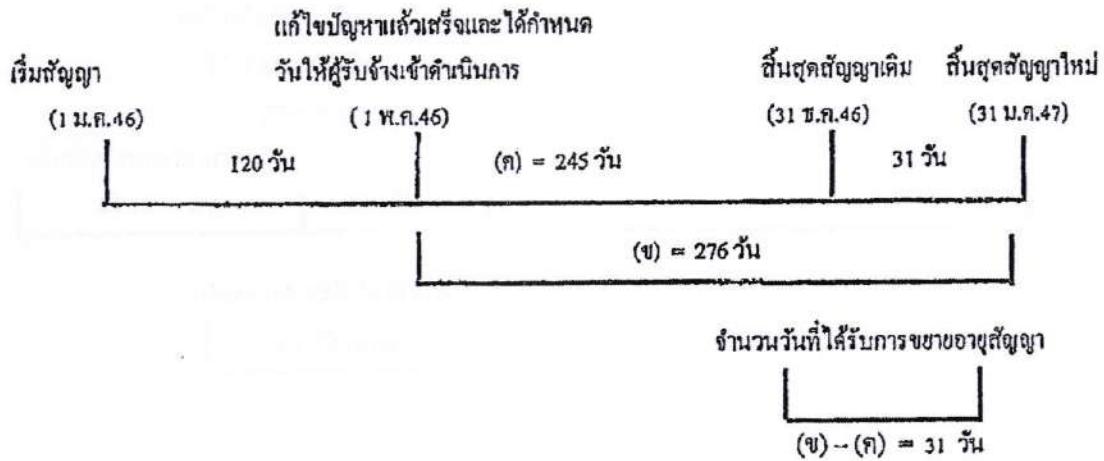 แก้ไขปัญหาแล้วเสร็จและได้กำหนด
เริ่มสัญญา วันให้ผู้รับจ้างเข้าดำเนินการ สิ้นสุดสัญญาเดิม สิ้นสุดสัญญาใหม่
(1 ม.ค.46) (1 พ.ค.46) (31 ธ.ค.46) (31 ม.ค.47)
120 วัน (ค) = 245 วัน 31 วัน
(ข) = 276 วัน
จำนวนวันที่ได้รับการขยายอายุสัญญา
(ข) - (ค) = 31 วัน